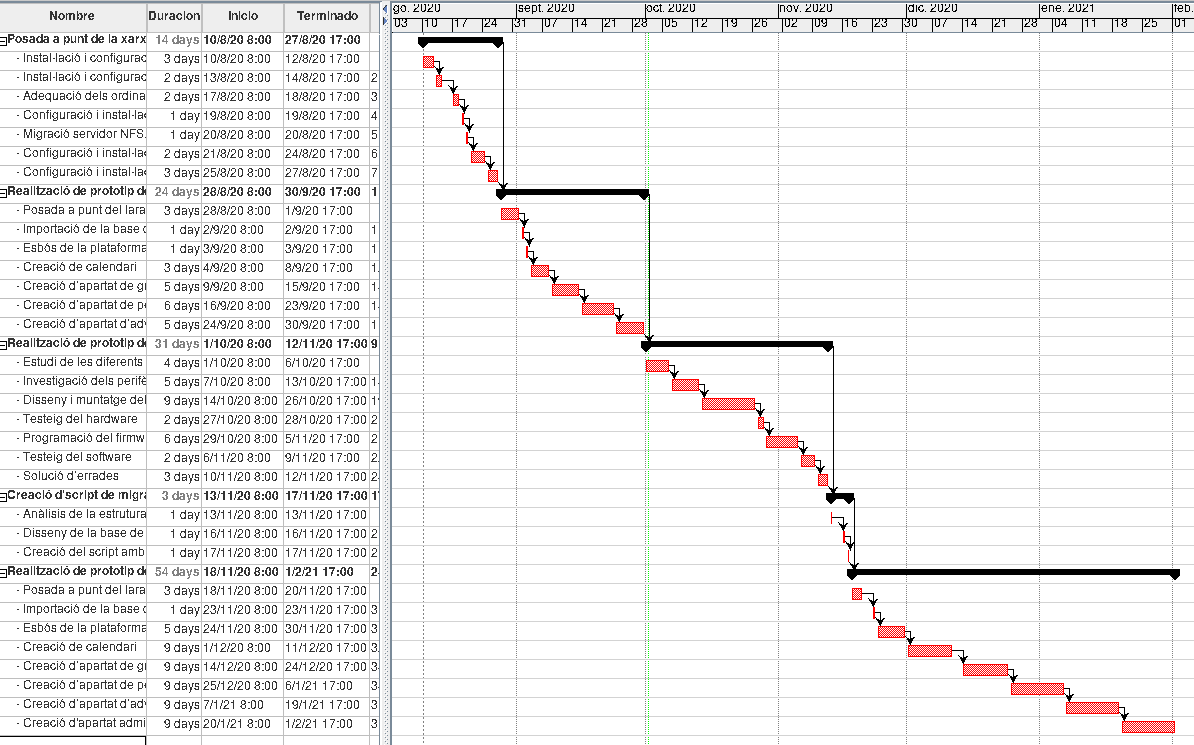 Nombre Duracion Inicio Terminado
go. 2020 sept. 2020 oct. 2020 nov. 2020 dic. 2020 ene. 2021 feb.
03 10 17 24 31 07 14 21 28 05 12 19 26 02 09 16 23 30 07 14 21 28 04 11 18 25 01
Posada a punt de la xarx 14 days 10/8/20 8:00 27/8/20 17:00
- Instal·lació i configurac 3 days 10/8/20 8:00 12/8/20 17:00
- Instal·lació i configurac 2 days 13/8/20 8:00 14/8/20 17:00 2
- Adequació dels ordina 2 days 17/8/20 8:00 18/8/20 17:00 3
- Configuració i instal·la 1 day 19/8/20 8:00 19/8/20 17:00 4
- Migració servidor NFS. 1 day 20/8/20 8:00 20/8/20 17:00 5
- Configuració i instal·la 2 days 21/8/20 8:00 24/8/20 17:00 6
- Configuració i instal·la 3 days 25/8/20 8:00 27/8/20 17:00 7
Realització de prototip de 24 days 28/8/20 8:00 30/9/20 17:00 1
- Posada a punt del lara 3 days 28/8/20 8:00 1/9/20 17:00
- Importació de la base d 1 day 2/9/20 8:00 2/9/20 17:00 1
- Esbós de la plataforma 1 day 3/9/20 8:00 3/9/20 17:00 1
- Creació de calendari 3 days 4/9/20 8:00 8/9/20 17:00 1
- Creació d'apartat de gr 5 days 9/9/20 8:00 15/9/20 17:00 1
- Creació d'apartat de pe 6 days 16/9/20 8:00 23/9/20 17:00 1
- Creació d'apartat d'adv 5 days 24/9/20 8:00 30/9/20 17:00 1
Realització de prototip de 31 days 1/10/20 8:00 12/11/20 17:00 9
- Estudi de les diferents 4 days 1/10/20 8:00 6/10/20 17:00
- Investigació dels perifè 5 days 7/10/20 8:00 13/10/20 17:00 1
- Disseny i muntatge del 9 days 14/10/20 8:00 26/10/20 17:00 1
- Testeig del hardware 2 days 27/10/20 8:00 28/10/20 17:00 2
- Programació del firmw 6 days 29/10/20 8:00 5/11/20 17:00 2
- Testeig del software 2 days 6/11/20 8:00 9/11/20 17:00 2
- Solució d'errades 3 days 10/11/20 8:00 12/11/20 17:00 2
Creació d'script de migra 3 days 13/11/20 8:00 17/11/20 17:00 1
- Anàlisis de la estrutura 1 day 13/11/20 8:00 13/11/20 17:00
- Disseny de la base de 1 day 16/11/20 8:00 16/11/20 17:00 2
- Creació del script amb 1 day 17/11/20 8:00 17/11/20 17:00 2
Realització de prototip de 54 days 18/11/20 8:00 1/2/21 17:00 2
- Posada a punt del lara 3 days 18/11/20 8:00 20/11/20 17:00
- Importació de la base d 1 day 23/11/20 8:00 23/11/20 17:00 3
- Esbós de la plataforma 5 days 24/11/20 8:00 30/11/20 17:00 3
- Creació de calendari 9 days 1/12/20 8:00 11/12/20 17:00 3
- Creació d'apartat de gr 9 days 14/12/20 8:00 24/12/20 17:00 3
- Creació d'apartat de pe 9 days 25/12/20 8:00 6/1/21 17:00 3
- Creació d'apartat d'adv 9 days 7/1/21 8:00 19/1/21 17:00 3
- Creació d'apartat admi 9 days 20/1/21 8:00 1/2/21 17:00 3